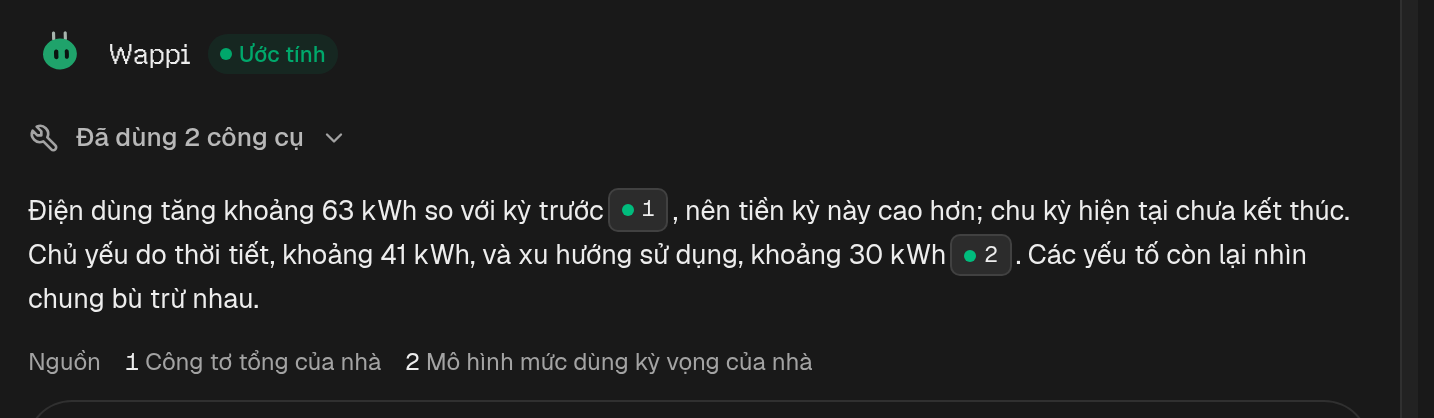 Wappi Ước tính
Đã dùng 2 công cụ
Điện dùng tăng khoảng 63 kWh so với kỳ trước 1 , nên tiền kỳ này cao hơn; chu kỳ hiện tại chưa kết thúc.
Chủ yếu do thời tiết, khoảng 41 kWh, và xu hướng sử dụng, khoảng 30 kWh 2 . Các yếu tố còn lại nhìn
chung bù trừ nhau.
Nguồn 1 Công tơ tổng của nhà 2 Mô hình mức dùng kỳ vọng của nhà